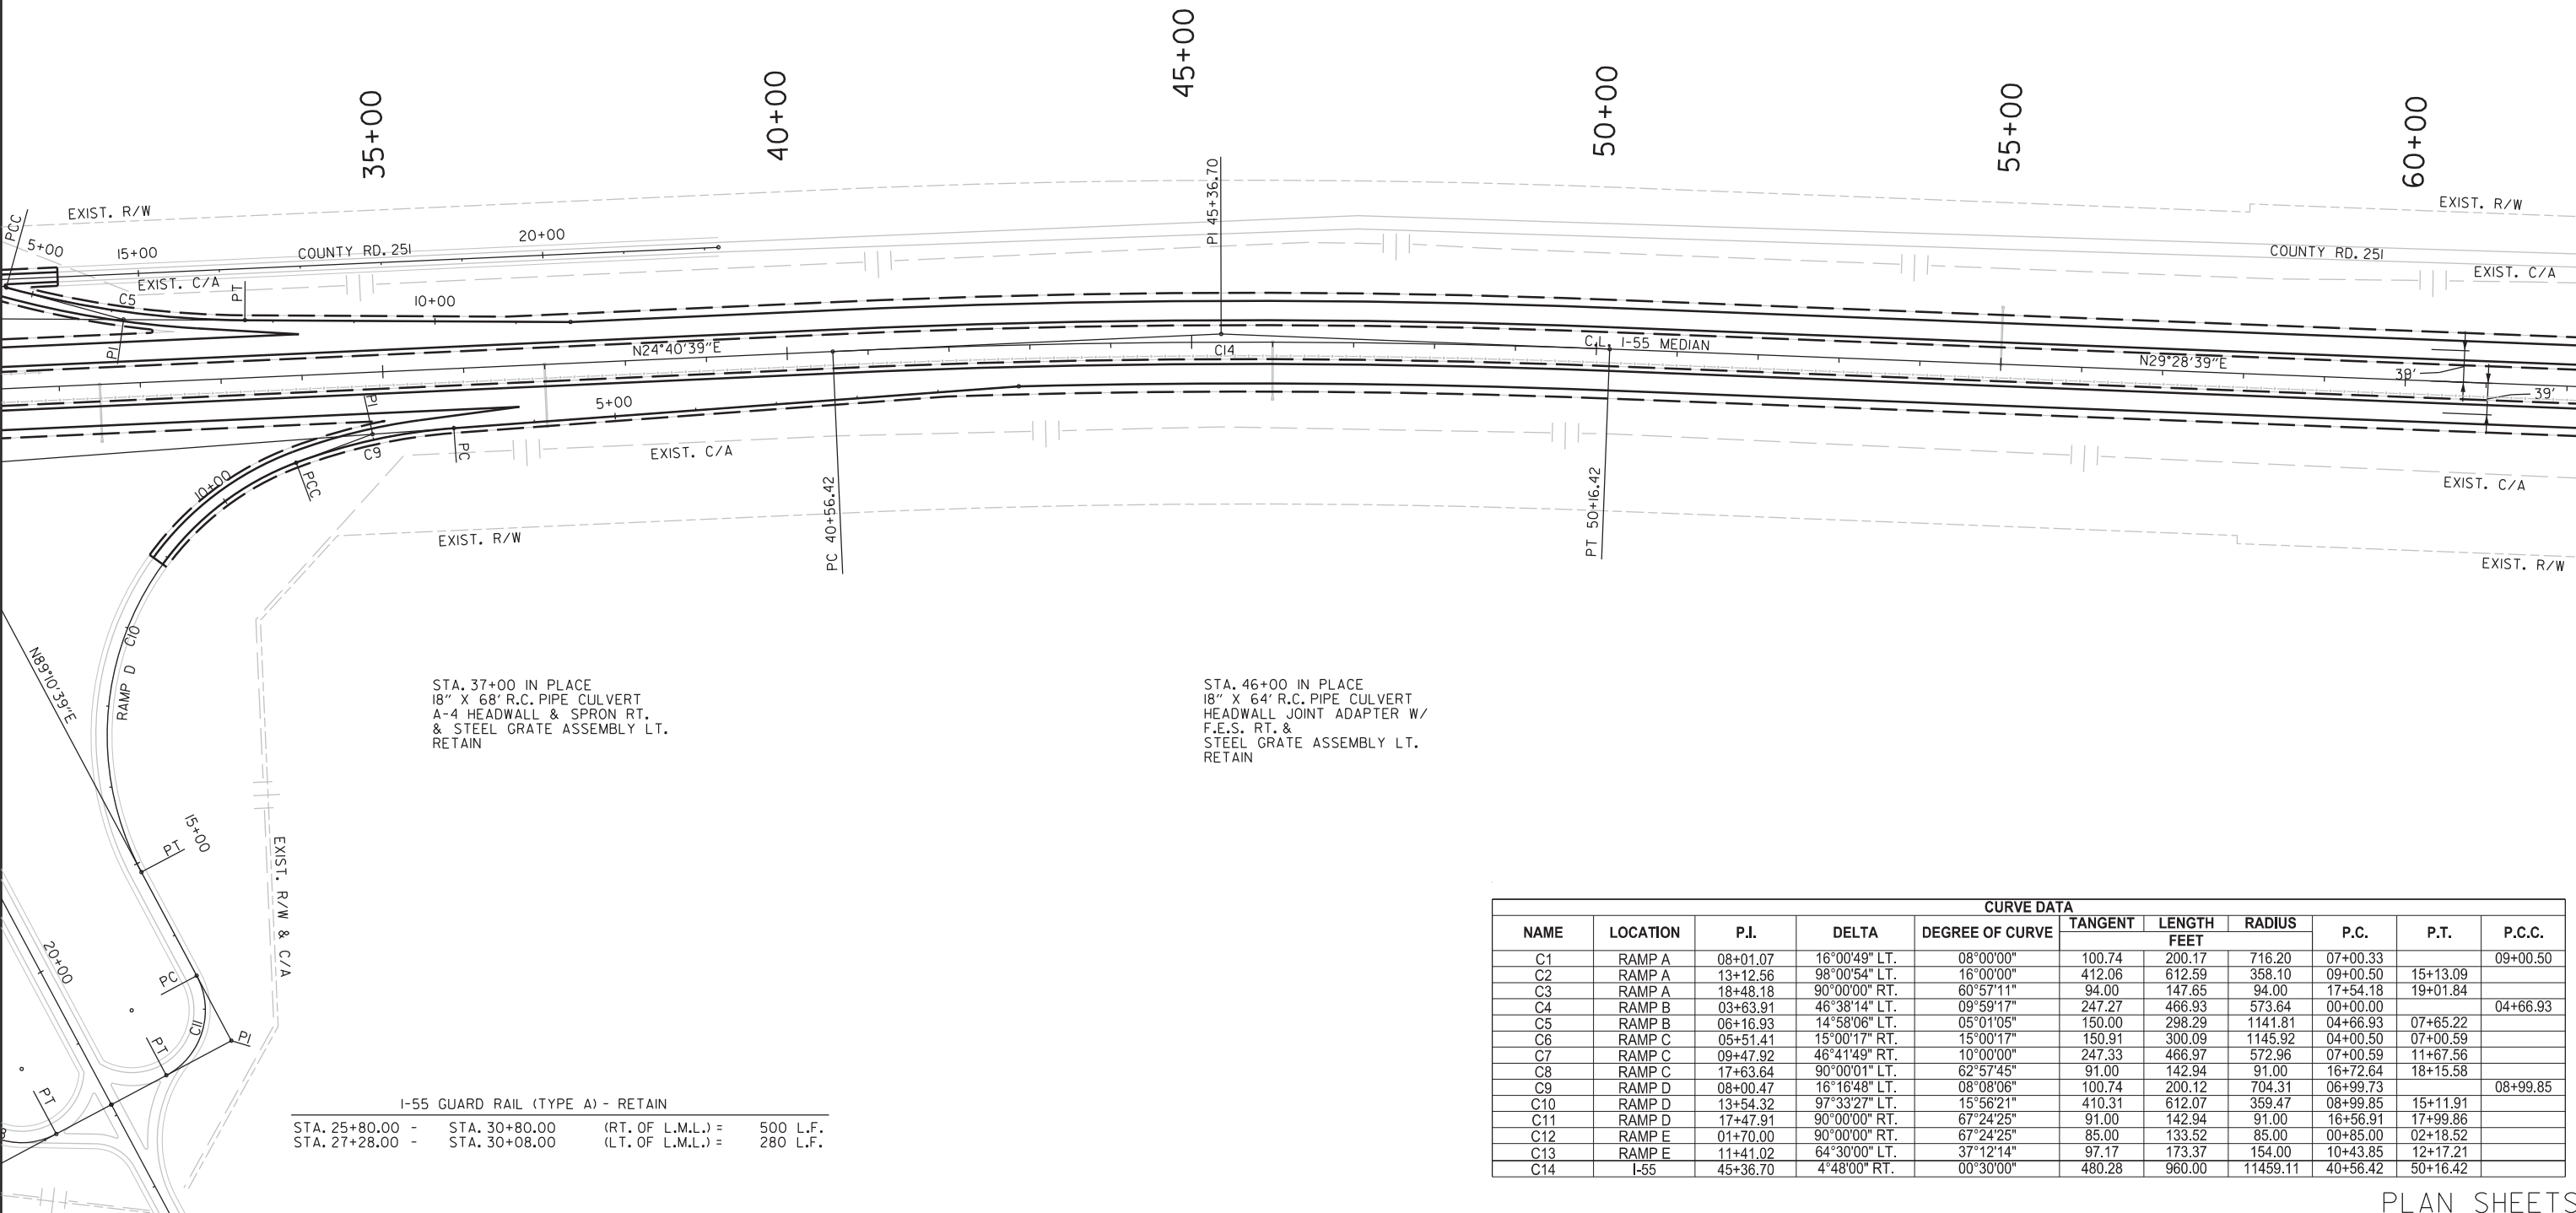 35+00
40+00
45+00
50+00
55+00
60+00
EXIST. R/W
EXIST. R/W
PCC
5+00
15+00
COUNTY RD. 251
20+00
COUNTY RD. 251
EXIST. C/A
EXIST. C/A
C5
PT
10+00
PI
PI 45+36.70
N24°40'39"E
C14
C.L. I-55 MEDIAN
N29°28'39"E
39'
39'
PI
5+00
C9
PC
PCC
10+00
EXIST. C/A
EXIST. C/A
PC 40+56.42
PT 50+16.42
EXIST. R/W
EXIST. R/W
N89°10'39"E
RAMP D C10
STA. 37+00 IN PLACE
18" X 68' R.C. PIPE CULVERT
A-4 HEADWALL & SPRON RT.
& STEEL GRATE ASSEMBLY LT.
RETAIN
STA. 46+00 IN PLACE
18" X 64' R.C. PIPE CULVERT
HEADWALL JOINT ADAPTER W/
F.E.S. RT. &
STEEL GRATE ASSEMBLY LT.
RETAIN
PT
15+00
EXIST. R/W & C/A
20+00
PC
C11
PI
PT
PT
I-55 GUARD RAIL (TYPE A) - RETAIN
STA. 25+80.00 - STA. 30+80.00 (RT. OF L.M.L.) = 500 L.F.
STA. 27+28.00 - STA. 30+08.00 (LT. OF L.M.L.) = 280 L.F.
CURVE DATA
NAME LOCATION P.I. DELTA DEGREE OF CURVE TANGENT LENGTH RADIUS P.C. P.T. P.C.C.
FEET
C1 RAMP A 08+01.07 16°00'49" LT. 08°00'00" 100.74 200.17 716.20 07+00.33 09+00.50
C2 RAMP A 13+12.56 98°00'54" LT. 16°00'00" 412.06 612.59 358.10 09+00.50 15+13.09
C3 RAMP A 18+48.18 90°00'00" RT. 60°57'11" 94.00 147.65 94.00 17+54.18 19+01.84
C4 RAMP B 03+63.91 46°38'14" LT. 09°59'17" 247.27 466.93 573.64 00+00.00 04+66.93
C5 RAMP B 06+16.93 14°58'06" LT. 05°01'05" 150.00 298.29 1141.81 04+66.93 07+65.22
C6 RAMP C 05+51.41 15°00'17" RT. 15°00'17" 150.91 300.09 1145.92 04+00.50 07+00.59
C7 RAMP C 09+47.92 46°41'49" RT. 10°00'00" 247.33 466.97 572.96 07+00.59 11+67.56
C8 RAMP C 17+63.64 90°00'01" LT. 62°57'45" 91.00 142.94 91.00 16+72.64 18+15.58
C9 RAMP D 08+00.47 16°16'48" LT. 08°08'06" 100.74 200.12 704.31 06+99.73 08+99.85
C10 RAMP D 13+54.32 97°33'27" LT. 15°56'21" 410.31 612.07 359.47 08+99.85 15+11.91
C11 RAMP D 17+47.91 90°00'00" RT. 67°24'25" 91.00 142.94 91.00 16+56.91 17+99.86
C12 RAMP E 01+70.00 90°00'00" RT. 67°24'25" 85.00 133.52 85.00 00+85.00 02+18.52
C13 RAMP E 11+41.02 64°30'00" LT. 37°12'14" 97.17 173.37 154.00 10+43.85 12+17.21
C14 I-55 45+36.70 4°48'00" RT. 00°30'00" 480.28 960.00 11459.11 40+56.42 50+16.42
PLAN SHEETS